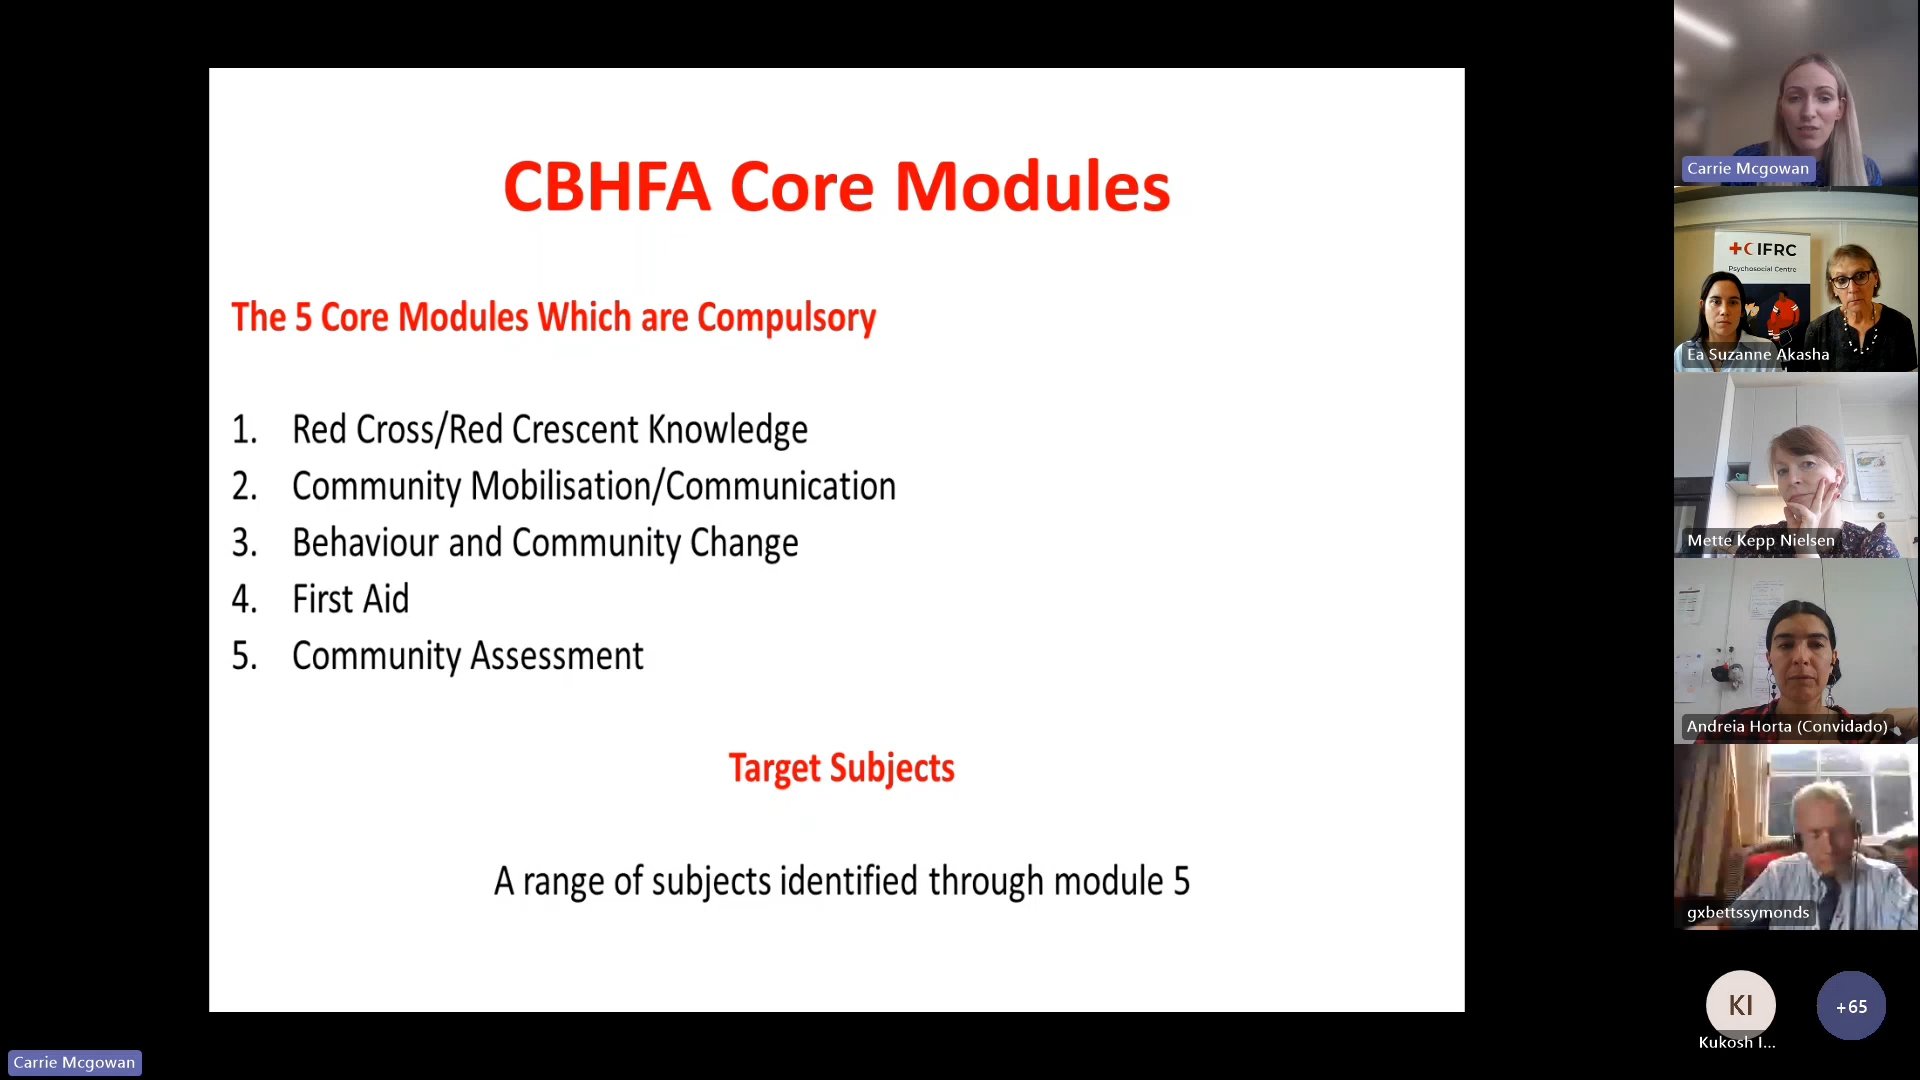 CBHFA Core Modules
The 5 Core Modules Which are Compulsory
1. Red Cross/Red Crescent Knowledge
2. Community Mobilisation/Communication
3. Behaviour and Community Change
4. First Aid
5. Community Assessment
Target Subjects
A range of subjects identified through module 5
Carrie Mcgowan
IFRC
Psychosocial Centre
Ea Suzanne Akasha
Mette Kepp Nielsen
Andreia Horta (Convidado)
gxbettssymonds
KI
+65
Kukosh I...
Carrie Mcgowan